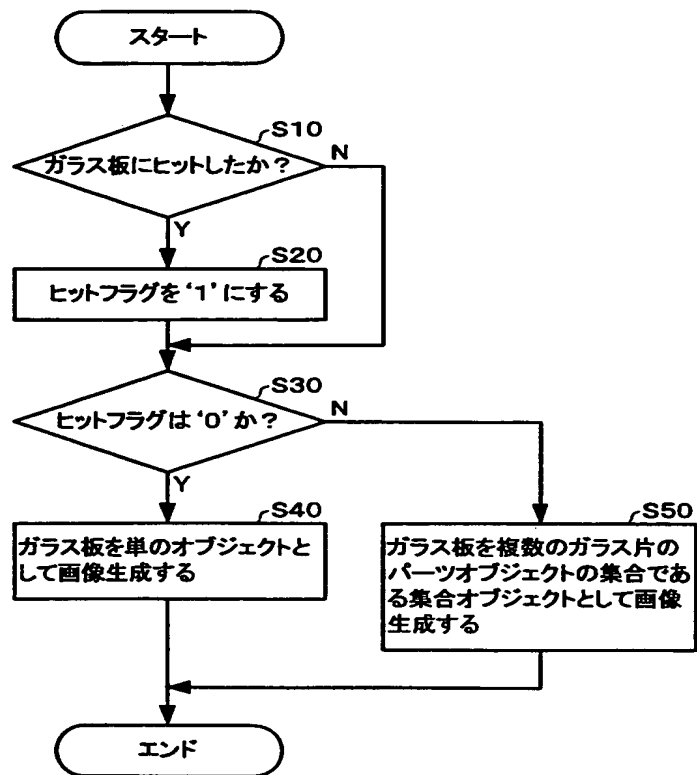 スタート
S10
ガラス板にヒットしたか?
N
Y
S20
ヒットフラグを‘1’にする
S30
ヒットフラグは‘0’か?
N
Y
S40
ガラス板を単のオブジェクトと
して画像生成する
S50
ガラス板を複数のガラス片の
パーツオブジェクトの集合であ
る集合オブジェクトとして画像
生成する
エンド